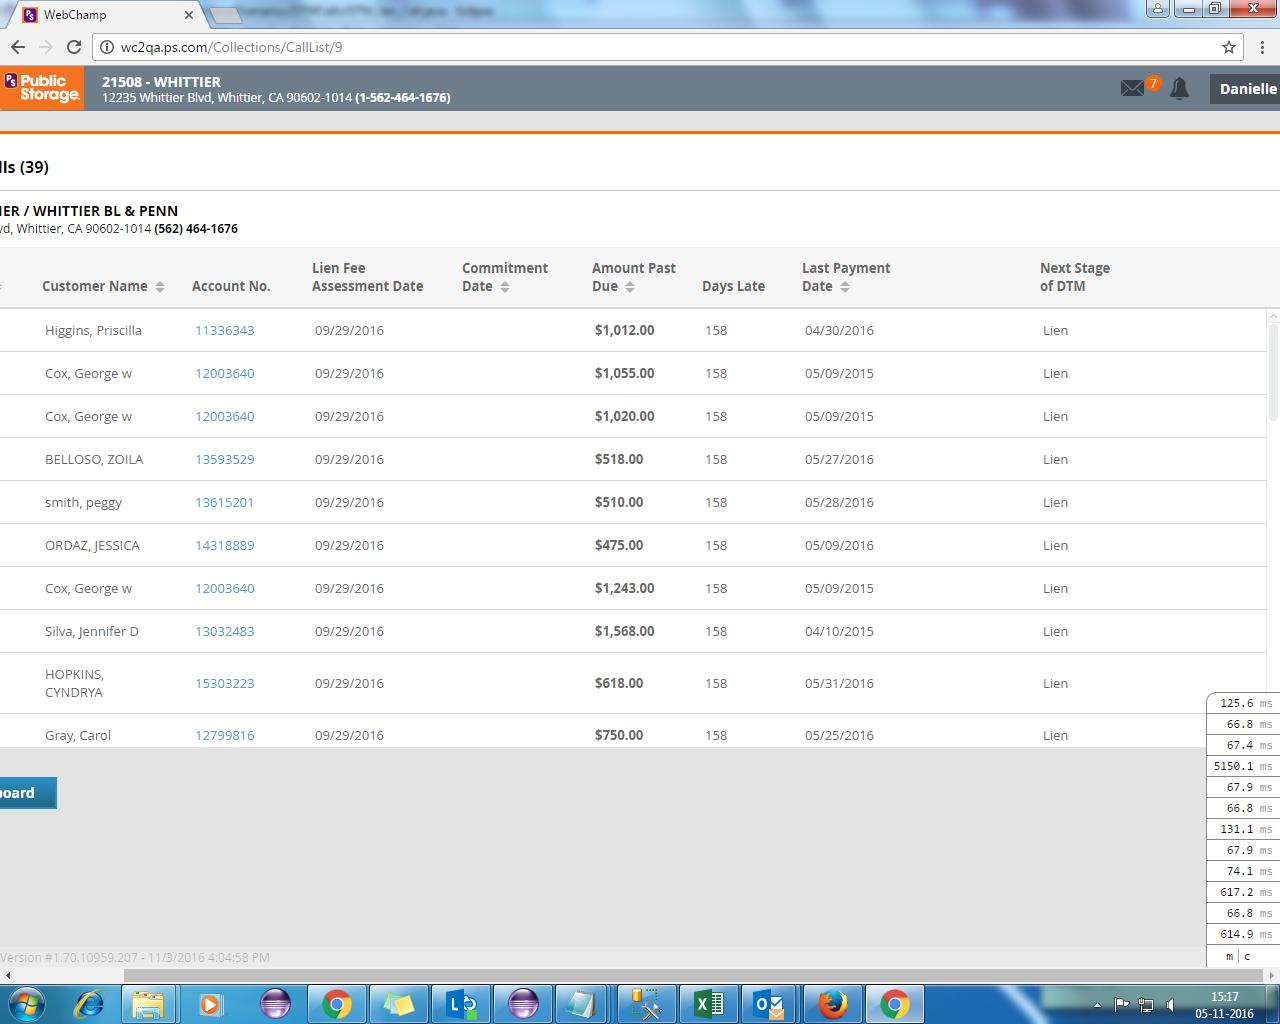 WebChamp
wc2qa.ps.com/Collections/CallList/9
PS Public Storage.
21508 - WHITTIER
12235 Whittier Blvd, Whittier, CA 90602-1014 (1-562-464-1676)
7
Danielle
lls (39)
IER / WHITTIER BL & PENN
vd, Whittier, CA 90602-1014 (562) 464-1676
Customer Name Account No. Lien Fee Assessment Date Commitment Date Amount Past Due Days Late Last Payment Date Next Stage of DTM
Higgins, Priscilla 11336343 09/29/2016 $1,012.00 158 04/30/2016 Lien
Cox, George w 12003640 09/29/2016 $1,055.00 158 05/09/2015 Lien
Cox, George w 12003640 09/29/2016 $1,020.00 158 05/09/2015 Lien
BELLOSO, ZOILA 13593529 09/29/2016 $518.00 158 05/27/2016 Lien
smith, peggy 13615201 09/29/2016 $510.00 158 05/28/2016 Lien
ORDAZ, JESSICA 14318889 09/29/2016 $475.00 158 05/09/2016 Lien
Cox, George w 12003640 09/29/2016 $1,243.00 158 05/09/2015 Lien
Silva, Jennifer D 13032483 09/29/2016 $1,568.00 158 04/10/2015 Lien
HOPKINS, CYNDRYA 15303223 09/29/2016 $618.00 158 05/31/2016 Lien
Gray, Carol 12799816 09/29/2016 $750.00 158 05/25/2016 Lien
board
125.6 ms
66.8 ms
67.4 ms
5150.1 ms
67.9 ms
66.8 ms
131.1 ms
67.9 ms
74.1 ms
617.2 ms
66.8 ms
614.9 ms
m | c
Version #1.70.10959.207 - 11/3/2016 4:04:58 PM
15:17
05-11-2016